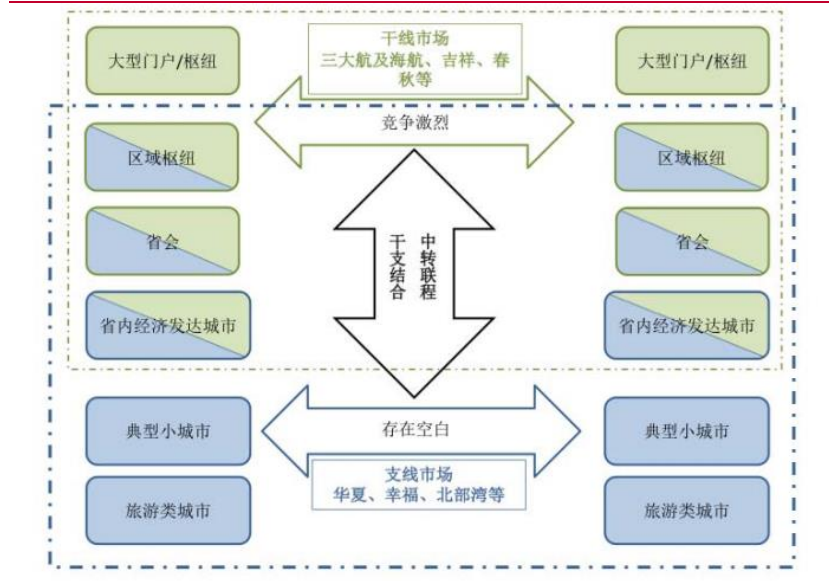 干线市场
三大航及海航、吉祥、春
秋等
大型门户/枢纽
大型门户/枢纽
竞争激烈
区域枢纽
区域枢纽
干支结合
中转联程
省会
省会
省内经济发达城市
省内经济发达城市
典型小城市
存在空白
典型小城市
支线市场
华夏、幸福、北部湾等
旅游类城市
旅游类城市